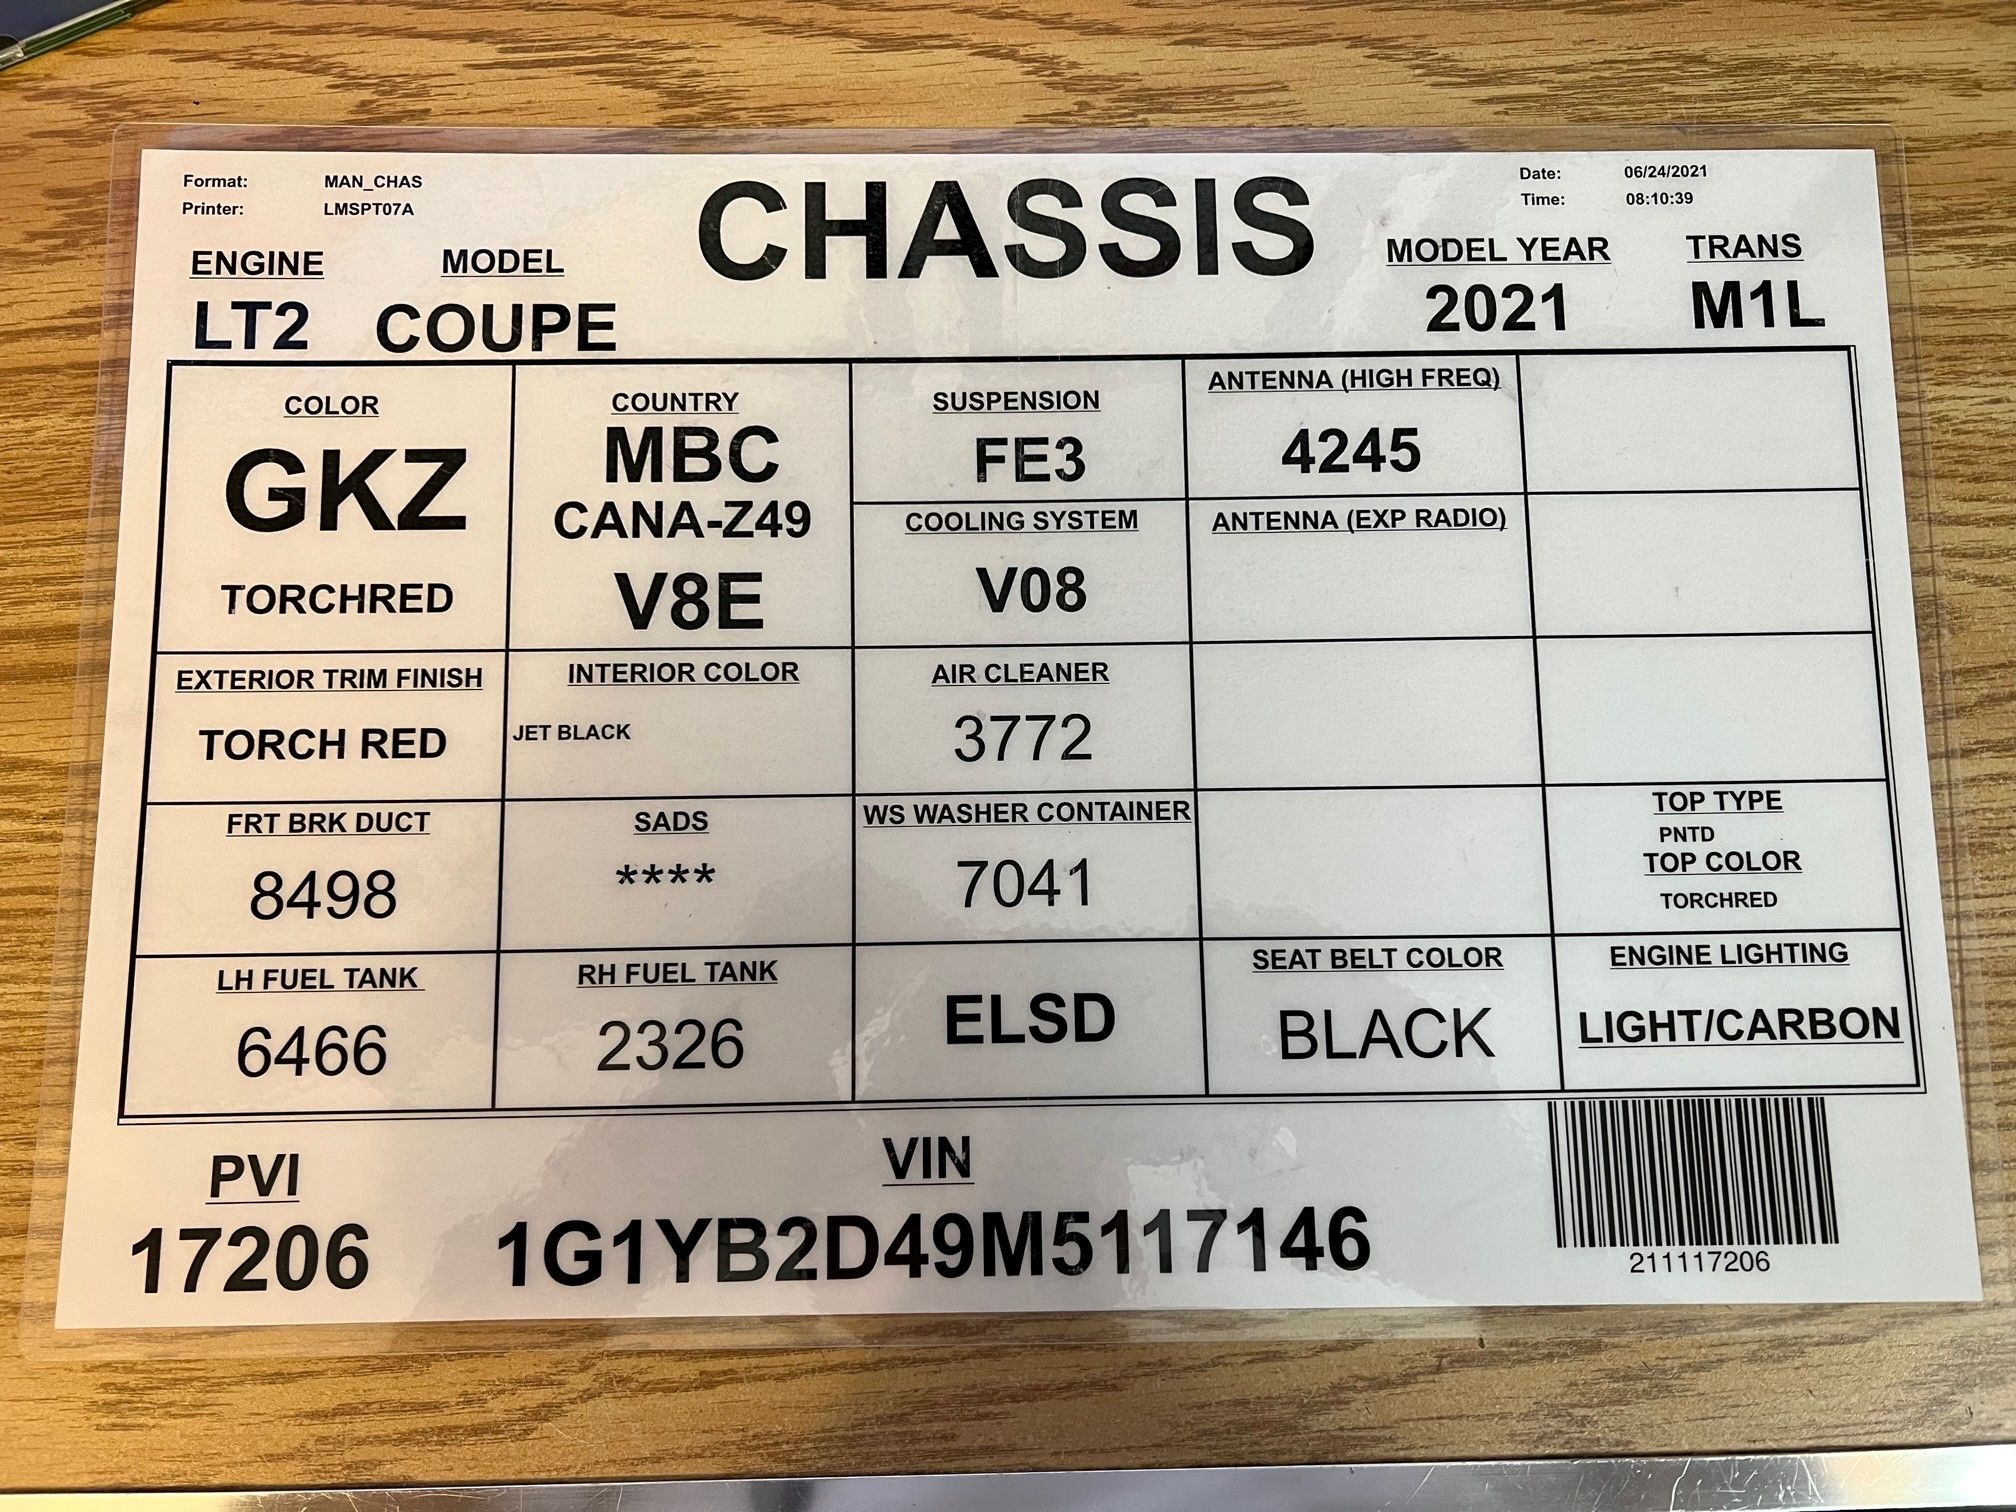 Format: MAN_CHAS
Printer: LMSPT07A
CHASSIS
Date: 06/24/2021
Time: 08:10:39
ENGINE MODEL MODEL YEAR TRANS
LT2 COUPE 2021 M1L
COLOR
GKZ
TORCHRED
COUNTRY
MBC
CANA-Z49
V8E
SUSPENSION
FE3
ANTENNA (HIGH FREQ)
4245
COOLING SYSTEM
V08
ANTENNA (EXP RADIO)
EXTERIOR TRIM FINISH
TORCH RED
INTERIOR COLOR
JET BLACK
AIR CLEANER
3772
FRT BRK DUCT
8498
SADS
****
WS WASHER CONTAINER
7041
TOP TYPE
PNTD
TOP COLOR
TORCHRED
LH FUEL TANK
6466
RH FUEL TANK
2326
ELSD
SEAT BELT COLOR
BLACK
ENGINE LIGHTING
LIGHT/CARBON
PVI
17206
VIN
1G1YB2D49M5117146
211117206